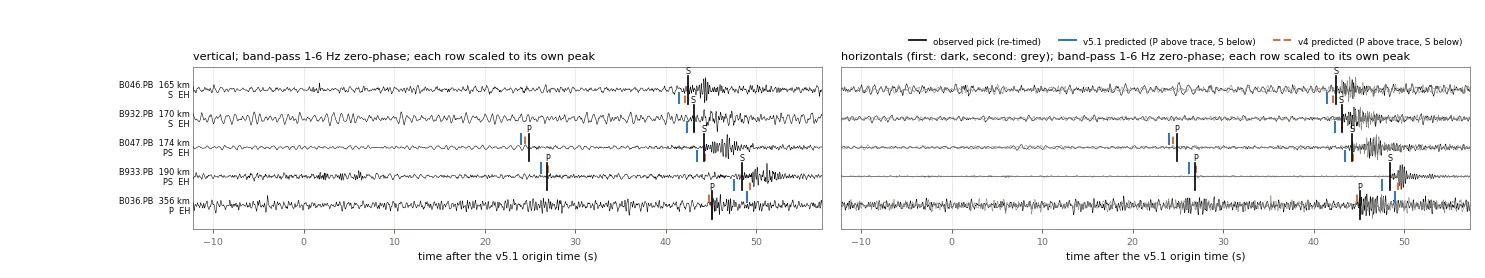 observed pick (re-timed) v5.1 predicted (P above trace, S below) v4 predicted (P above trace, S below)
vertical; band-pass 1-6 Hz zero-phase; each row scaled to its own peak
horizontals (first: dark, second: grey); band-pass 1-6 Hz zero-phase; each row scaled to its own peak
B046.PB 165 km
S EH
B932.PB 170 km
S EH
B047.PB 174 km
PS EH
B933.PB 190 km
PS EH
B036.PB 356 km
P EH
S
S
P
S
P
S
P
S
S
P
S
P
S
P
−10 0 10 20 30 40 50
−10 0 10 20 30 40 50
time after the v5.1 origin time (s)
time after the v5.1 origin time (s)